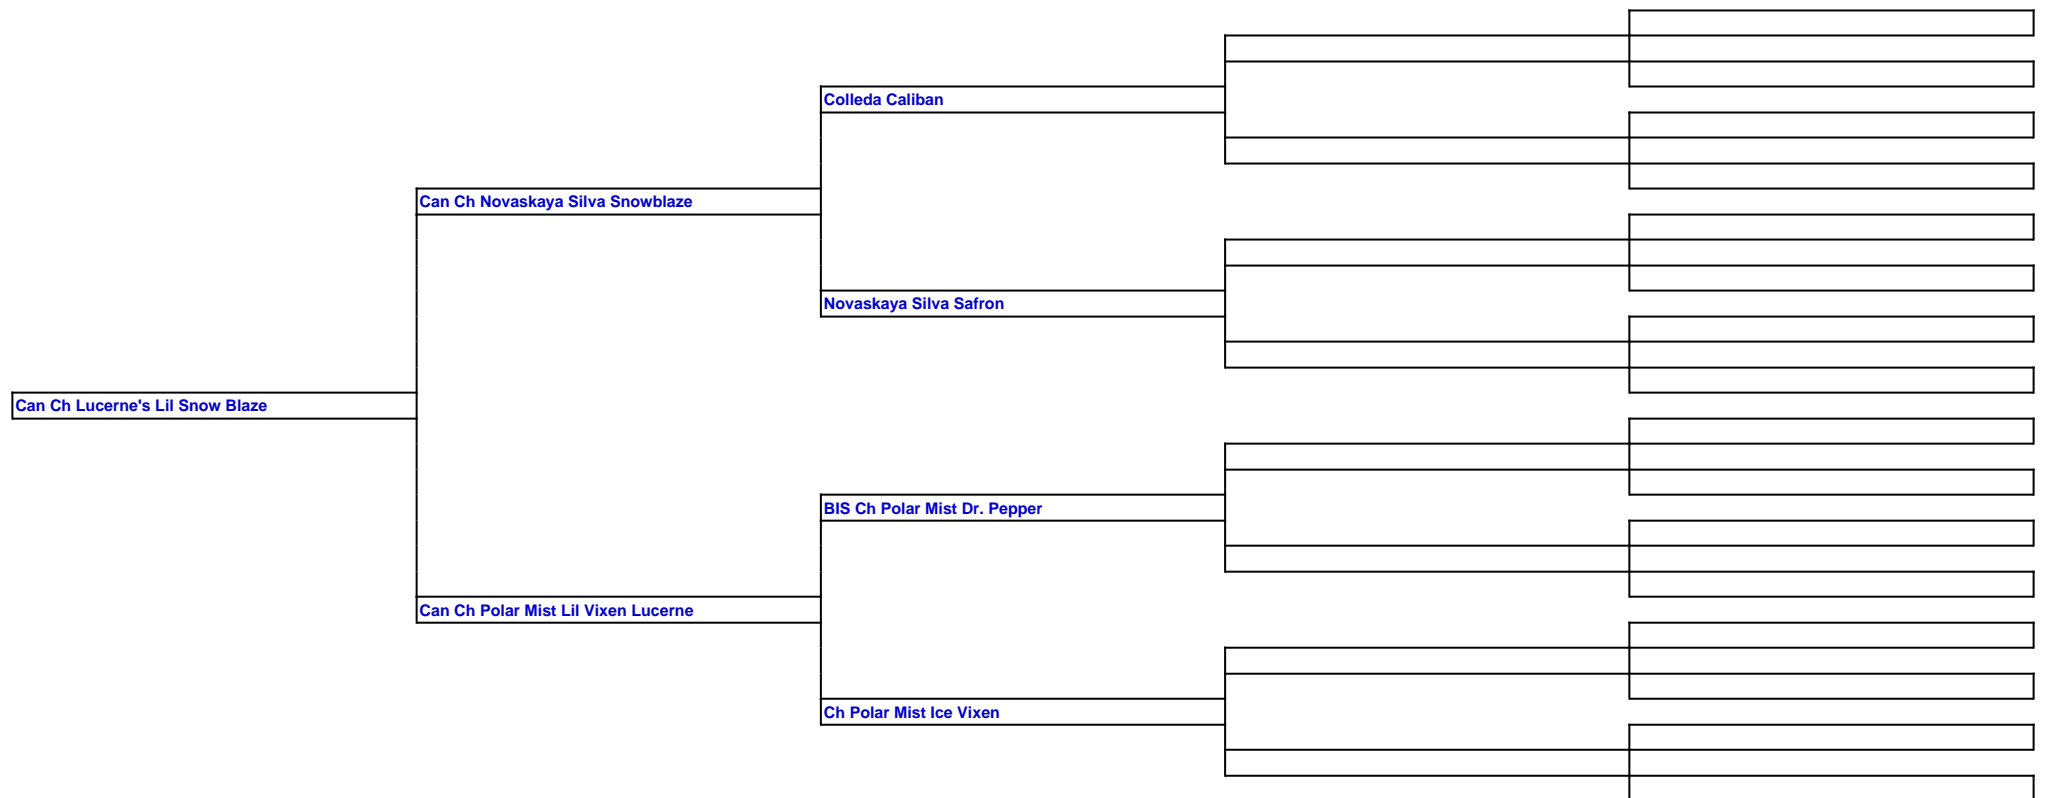 Colleda Caliban
Can Ch Novaskaya Silva Snowblaze
Novaskaya Silva Safron
Can Ch Lucerne's Lil Snow Blaze
BIS Ch Polar Mist Dr. Pepper
Can Ch Polar Mist Lil Vixen Lucerne
Ch Polar Mist Ice Vixen